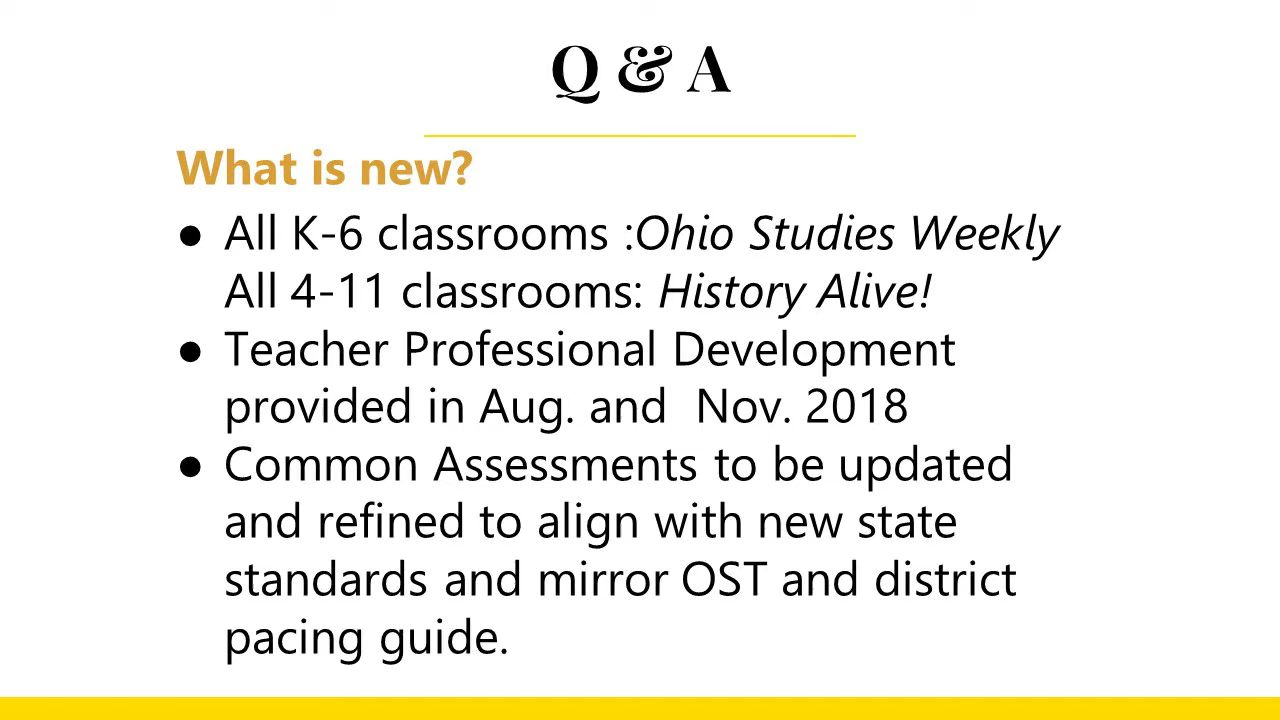 Q & A
What is new?
● All K-6 classrooms :Ohio Studies Weekly
All 4-11 classrooms: History Alive!
● Teacher Professional Development
provided in Aug. and  Nov. 2018
● Common Assessments to be updated
and refined to align with new state
standards and mirror OST and district
pacing guide.